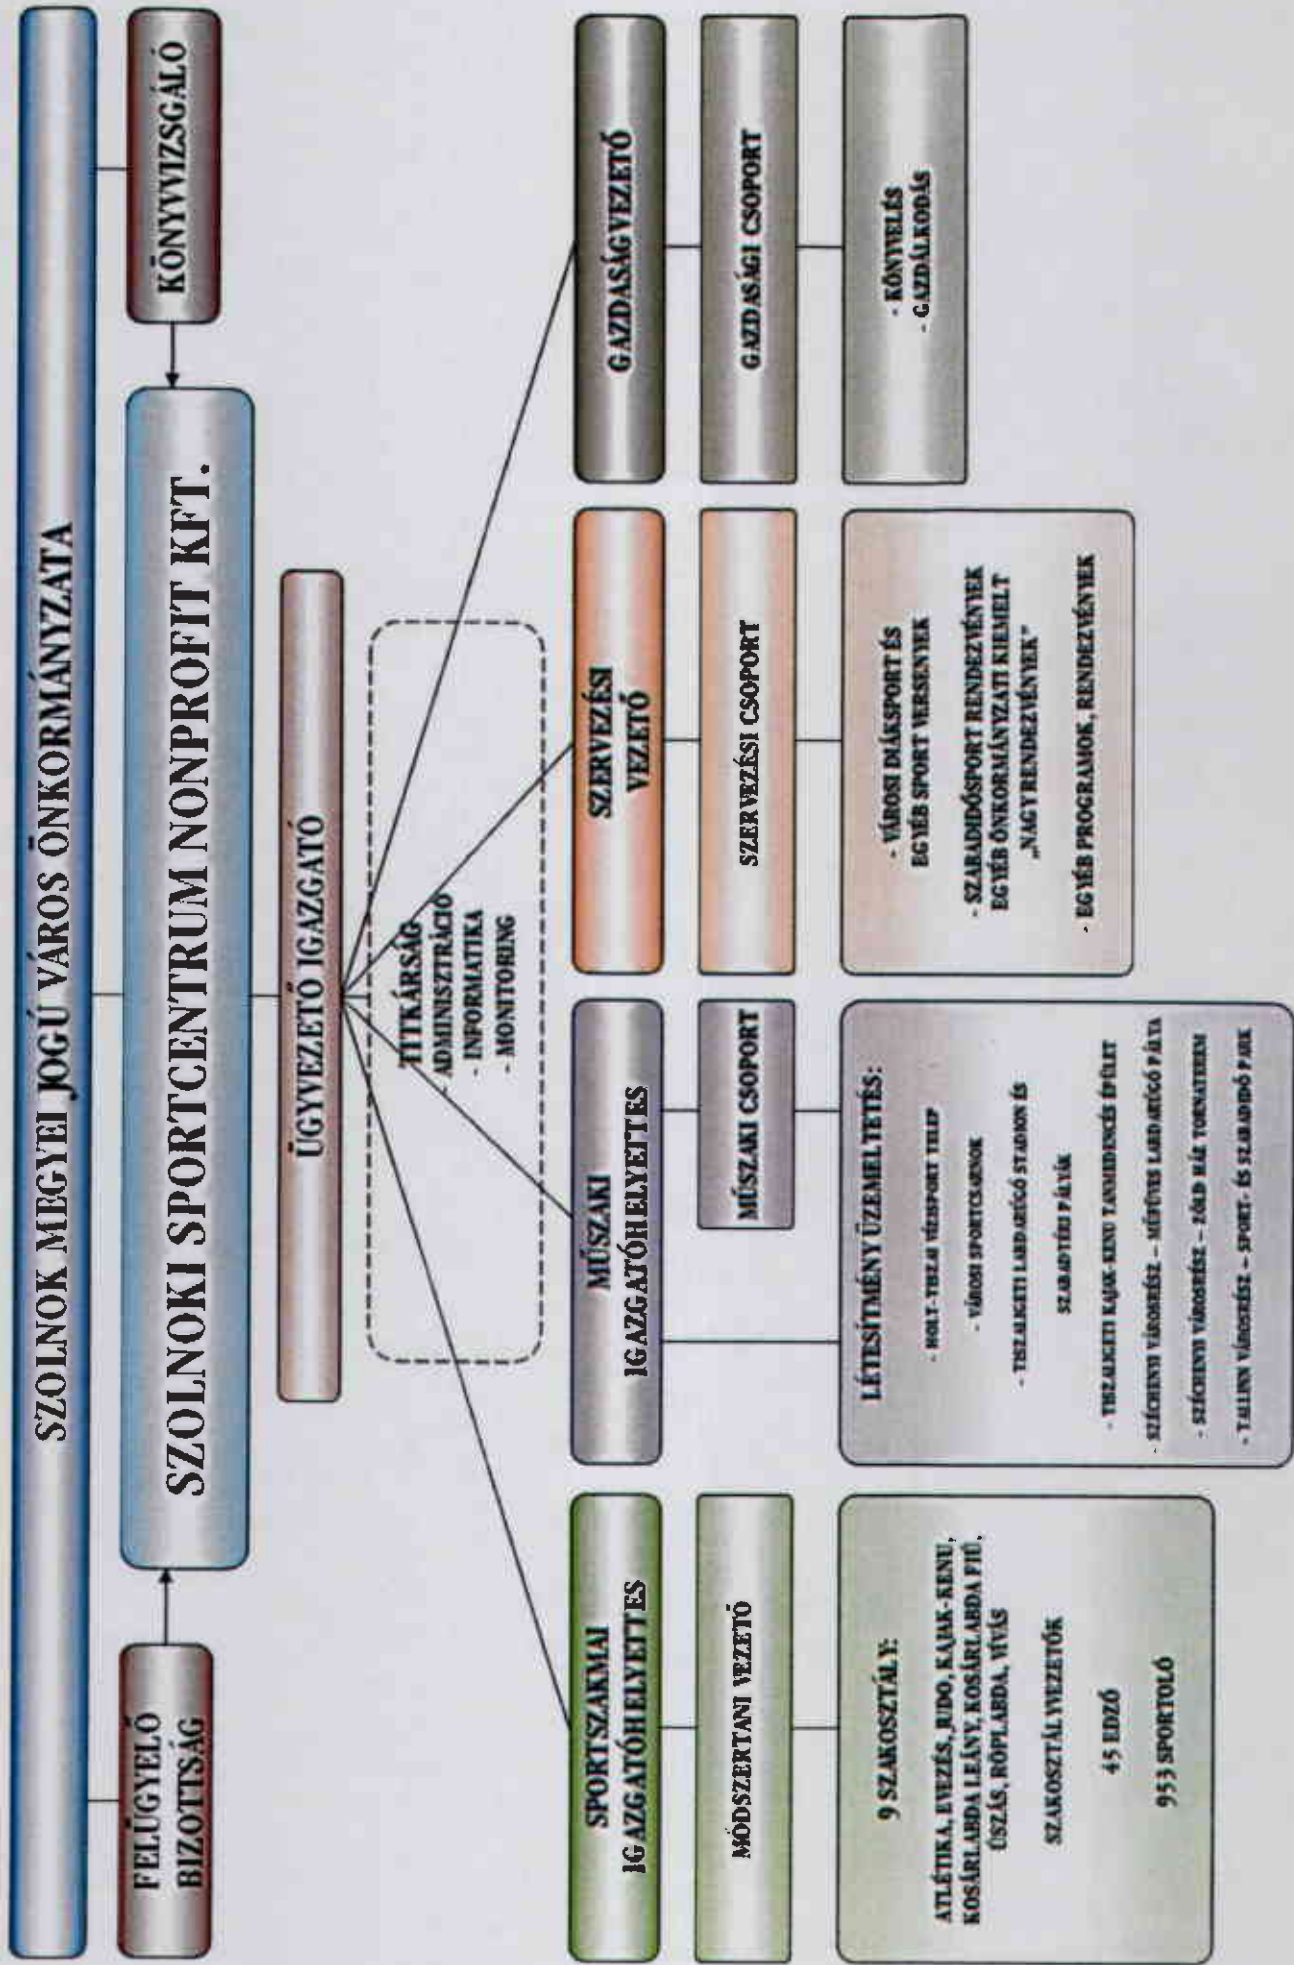 SZOLNOK MEGYEI JOGÚ VÁROS ÖNKORMÁNYZATA
FELÜGYELŐ
BIZOTTSÁG
SZOLNOKI SPORTCENTRUM NONPROFIT KFT.
KÖNYVVIZSGÁLÓ
ÜGYVEZETŐ IGAZGATÓ
TITKÁRSÁG
ADMINISZTRÁCIÓ
- INFORMATIKA
- MONITORING
SPORTSZAKMAI
IGAZGATÓHELYETTES
MÓDSZERTANI VEZETŐ
9 SZAKOSZTÁLY:
ATLÉTIKA, EVEZÉS, JUDO, KAJAK-KENU,
KOSÁRLABDA LEÁNY, KOSÁRLABDA FIÚ,
ÚSZÁS, RÖPLABDA, VÍVÁS
SZAKOSZTÁLYVEZETŐK
45 EDZŐ
953 SPORTOLÓ
MŰSZAKI
IGAZGATÓHELYETTES
MŰSZAKI CSOPORT
LÉTESÍTMÉNY ÜZEMELTETÉS:
- HOLT-TISZAI VÍZISPORT TELEP
- VÁROSI SPORTCSARNOK
- TISZALIGETI LABDARÚGÓ STADION ÉS
SZABADTÉRI PÁLYÁK
- TISZALIGETI KAJAK-KENU TANMEDENCÉS ÉPÜLET
- SZÉCHENYI VÁROSRÉSZ – MŰFÜVES LABDARÚGÓ PÁLYA
- SZÉCHENYI VÁROSRÉSZ – ZÖLD HÁZ TORNATEREM
- TALLINN VÁROSRÉSZ – SPORT- ÉS SZABADIDŐ PARK
SZERVEZÉSI
VEZETŐ
SZERVEZÉSI CSOPORT
- VÁROSI DIÁKSPORT ÉS
EGYÉB SPORT VERSENYEK
- SZABADIDŐSPORT RENDEZVÉNYEK
EGYÉB ÖNKORMÁNYZATI KIEMELT
„NAGYRENDEZVÉNYEK”
- EGYÉB PROGRAMOK, RENDEZVÉNYEK
GAZDASÁGVEZETŐ
GAZDASÁGI CSOPORT
- KÖNYVELÉS
- GAZDÁLKODÁS